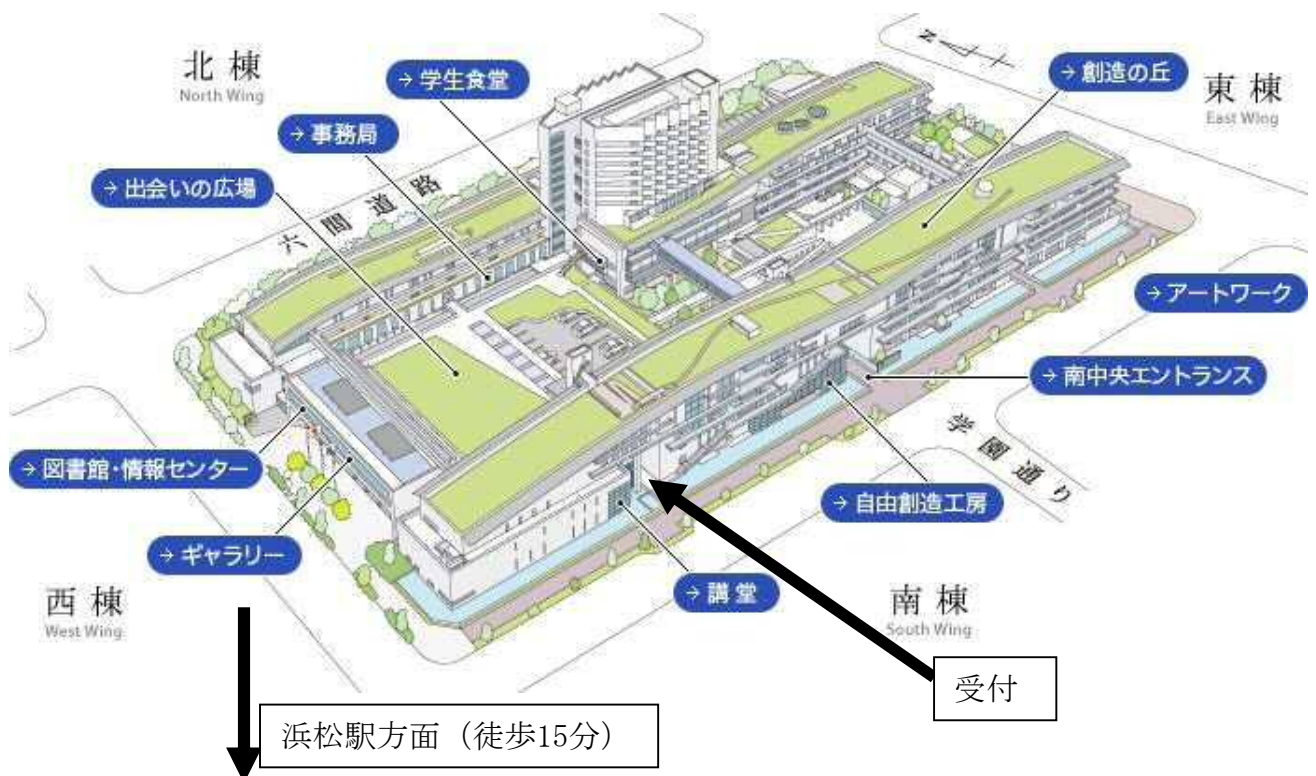 北棟
North Wing
→ 学生食堂
N
→ 創造の丘
東棟
East Wing
→ 事務局
→ 出会いの広場
六間道路
→ アートワーク
→ 南中央エントランス
学園通り
→ 図書館・情報センター
→ 自由創造工房
→ ギャラリー
→ 講堂
西棟
West Wing
南棟
South Wing
受付
浜松駅方面（徒歩15分）